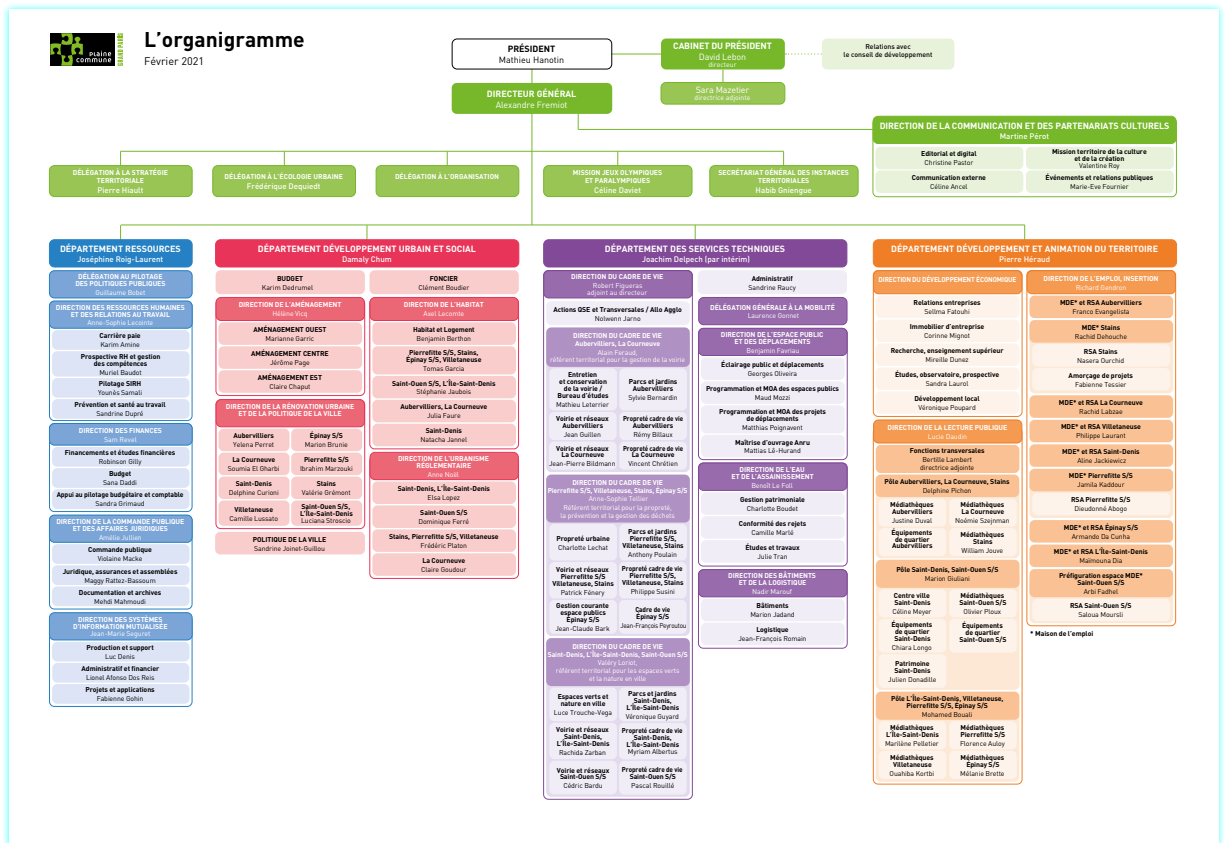 Plaine
commune
GRAND PARIS
L'organigramme
Février 2021
PRÉSIDENT
Mathieu Hanotin
CABINET DU PRÉSIDENT
David Lebon
directeur
Relations avec
le conseil de développement
Sara Mazetier
directrice adjointe
DIRECTEUR GÉNÉRAL
Alexandre Fremiot
DIRECTION DE LA COMMUNICATION ET DES PARTENARIATS CULTURELS
Martine Pérot
Editorial et digital
Christine Pastor
Mission territoire de la culture
et de la création
Valentine Roy
Communication externe
Céline Ancel
Événements et relations publiques
Marie-Eve Fournier
DÉLÉGATION À LA STRATÉGIE
TERRITORIALE
Pierre Hiault
DÉLÉGATION À L'ÉCOLOGIE URBAINE
Frédérique Dequiedt
DÉLÉGATION À L'ORGANISATION
MISSION JEUX OLYMPIQUES
ET PARALYMPIQUES
Céline Daviet
SECRÉTARIAT GÉNÉRAL DES INSTANCES
TERRITORIALES
Habib Gniengue
DÉPARTEMENT RESSOURCES
Joséphine Roig-Laurent
DÉLÉGATION AU PILOTAGE
DES POLITIQUES PUBLIQUES
Guillaume Bobet
DIRECTION DES RESSOURCES HUMAINES
ET DES RELATIONS AU TRAVAIL
Anne-Sophie Lecointe
Carrière paie
Karim Amine
Prospective RH et gestion
des compétences
Muriel Baudot
Pilotage SIRH
Younès Samali
Prévention et santé au travail
Sandrine Dupré
DIRECTION DES FINANCES
Sam Revel
Financements et études financières
Robinson Gilly
Budget
Sana Daddi
Appui au pilotage budgétaire et comptable
Sandra Grimaud
DIRECTION DE LA COMMANDE PUBLIQUE
ET DES AFFAIRES JURIDIQUES
Amélie Jullien
Commande publique
Violaine Macke
Juridique, assurances et assemblées
Maggy Rattez-Bassoum
Documentation et archives
Mehdi Mahmoudi
DIRECTION DES SYSTÈMES
D'INFORMATION MUTUALISÉE
Jean-Marie Seguret
Production et support
Luc Denis
Administratif et financier
Lionel Afonso Dos Reis
Projets et applications
Fabienne Gohin
DÉPARTEMENT DÉVELOPPEMENT URBAIN ET SOCIAL
Damaly Chum
BUDGET
Karim Dedrumel
DIRECTION DE L'AMÉNAGEMENT
Hélène Vicq
AMÉNAGEMENT OUEST
Marianne Garric
AMÉNAGEMENT CENTRE
Jérôme Page
AMÉNAGEMENT EST
Claire Chaput
DIRECTION DE LA RÉNOVATION URBAINE
ET DE LA POLITIQUE DE LA VILLE
Aubervilliers
Yelena Perret
Épinay S/S
Marion Brunie
La Courneuve
Soumia El Gharbi
Pierrefitte S/S
Ibrahim Marzouki
Saint-Denis
Delphine Curioni
Stains
Valérie Grémont
Villetaneuse
Camille Lussato
Saint-Ouen S/S,
L'Île-Saint-Denis
Luciana Stroscio
POLITIQUE DE LA VILLE
Sandrine Joinet-Guillou
FONCIER
Clément Boudier
DIRECTION DE L'HABITAT
Axel Lecomte
Habitat et Logement
Benjamin Berthon
Pierrefitte S/S, Stains,
Épinay S/S, Villetaneuse
Tomas Garcia
Saint-Ouen S/S, L'Île-Saint-Denis
Stéphanie Jaubois
Aubervilliers, La Courneuve
Julia Faure
Saint-Denis
Natacha Jannel
DIRECTION DE L'URBANISME
RÉGLEMENTAIRE
Anne Noël
Saint-Denis, L'Île-Saint-Denis
Elsa Lopez
Saint-Ouen S/S
Dominique Ferré
Stains, Pierrefitte S/S, Villetaneuse
Frédéric Platon
La Courneuve
Claire Goudour
DÉPARTEMENT DES SERVICES TECHNIQUES
Joachim Delpech (par intérim)
DIRECTION DU CADRE DE VIE
Robert Figueras
adjoint au directeur
Actions QSE et Transversales / Allo Agglo
Nolwenn Jarno
DIRECTION DU CADRE DE VIE
Aubervilliers, La Courneuve
Alain Feraud,
référent territorial pour la gestion de la voirie
Entretien
et conservation
de la voirie /
Bureau d'études
Mathieu Leterrier
Parcs et jardins
Aubervilliers
Sylvie Bernardin
Voirie et réseaux
Aubervilliers
Jean Guillen
Propreté cadre de vie
Aubervilliers
Rémy Billaux
Voirie et réseaux
La Courneuve
Jean-Pierre Bildmann
Propreté cadre de vie
La Courneuve
Vincent Chrétien
DIRECTION DU CADRE DE VIE
Pierrefitte S/S, Villetaneuse, Stains, Épinay S/S
Anne-Sophie Tellier
Référent territorial pour la propreté,
la prévention et la gestion des déchets
Propreté urbaine
Charlotte Lechat
Parcs et jardins
Pierrefitte S/S,
Villetaneuse, Stains
Anthony Poulain
Voirie et réseaux
Pierrefitte S/S
Villetaneuse, Stains
Patrick Fénery
Propreté cadre de vie
Pierrefitte S/S,
Villetaneuse, Stains
Philippe Susini
Gestion courante
espace publics
Épinay S/S
Jean-Claude Bark
Cadre de vie
Épinay S/S
Jean-François Peyroutou
DIRECTION DU CADRE DE VIE
Saint-Denis, L'Île-Saint-Denis, Saint-Ouen S/S
Valéry Loriot,
référent territorial pour les espaces verts
et la nature en ville
Espaces verts et
nature en ville
Luce Trouche-Vega
Parcs et jardins
Saint-Denis,
L'Île-Saint-Denis
Véronique Guyard
Voirie et réseaux
Saint-Denis,
L'Île-Saint-Denis
Rachida Zarban
Propreté cadre de vie
Saint-Denis,
L'Île-Saint-Denis
Myriam Albertus
Voirie et réseaux
Saint-Ouen S/S
Cédric Bardu
Propreté cadre de vie
Saint-Ouen S/S
Pascal Rouillé
Administratif
Sandrine Raucy
DÉLÉGATION GÉNÉRALE À LA MOBILITÉ
Laurence Gonnet
DIRECTION DE L'ESPACE PUBLIC
ET DES DÉPLACEMENTS
Benjamin Favriau
Éclairage public et déplacements
Georges Oliveira
Programmation et MOA des espaces publics
Maud Mozzi
Programmation et MOA des projets
de déplacements
Matthias Poignavent
Maîtrise d'ouvrage Anru
Mattias Lê-Hurand
DIRECTION DE L'EAU
ET DE L'ASSAINISSEMENT
Benoît Le Foll
Gestion patrimoniale
Charlotte Boudet
Conformité des rejets
Camille Marlé
Études et travaux
Julie Tran
DIRECTION DES BÂTIMENTS
ET DE LA LOGISTIQUE
Nadir Marouf
Bâtiments
Marion Jadand
Logistique
Jean-François Romain
DÉPARTEMENT DÉVELOPPEMENT ET ANIMATION DU TERRITOIRE
Pierre Héraud
DIRECTION DU DÉVELOPPEMENT ÉCONOMIQUE
Relations entreprises
Sellma Fatouhi
Immobilier d'entreprise
Corinne Mignot
Recherche, enseignement supérieur
Mireille Dunez
Études, observatoire, prospective
Sandra Laurol
Développement local
Véronique Poupard
DIRECTION DE LA LECTURE PUBLIQUE
Lucie Daudin
Fonctions transversales
Bertille Lambert
directrice adjointe
Pôle Aubervilliers, La Courneuve, Stains
Delphine Pichon
Médiathèques
Aubervilliers
Justine Duval
Médiathèques
La Courneuve
Noémie Szejnman
Équipements
de quartier
Aubervilliers
Médiathèques
Stains
William Jouve
Pôle Saint-Denis, Saint-Ouen S/S
Marion Giuliani
Centre ville
Saint-Denis
Céline Meyer
Médiathèques
Saint-Ouen S/S
Olivier Ploux
Équipements
de quartier
Saint-Denis
Chiara Longo
Équipements
de quartier
Saint-Ouen S/S
Patrimoine
Saint-Denis
Julien Donadille
Pôle L'Île-Saint-Denis, Villetaneuse,
Pierrefitte S/S, Épinay S/S
Mohamed Bouali
Médiathèques
L'Île-Saint-Denis
Marilène Pelletier
Médiathèques
Pierrefitte S/S
Florence Auloy
Médiathèques
Villetaneuse
Ouahiba Kortbi
Médiathèques
Épinay S/S
Mélanie Brette
DIRECTION DE L'EMPLOI, INSERTION
Richard Gendron
MDE* et RSA Aubervilliers
Franco Evangelista
MDE* Stains
Rachid Dehouche
RSA Stains
Nasera Ourchid
Amorçage de projets
Fabienne Tessier
MDE* et RSA La Courneuve
Rachid Labzae
MDE* et RSA Villetaneuse
Philippe Laurant
MDE* et RSA Saint-Denis
Aline Jackiewicz
MDE* Pierrefitte S/S
Jamila Kaddour
RSA Pierrefitte S/S
Dieudonné Abogo
MDE* et RSA Épinay S/S
Armando Da Cunha
MDE* et RSA L'Île-Saint-Denis
Maïmouna Dia
Préfiguration espace MDE*
Saint-Ouen S/S
Arbi Fadhel
RSA Saint-Ouen S/S
Saloua Moursli
* Maison de l'emploi